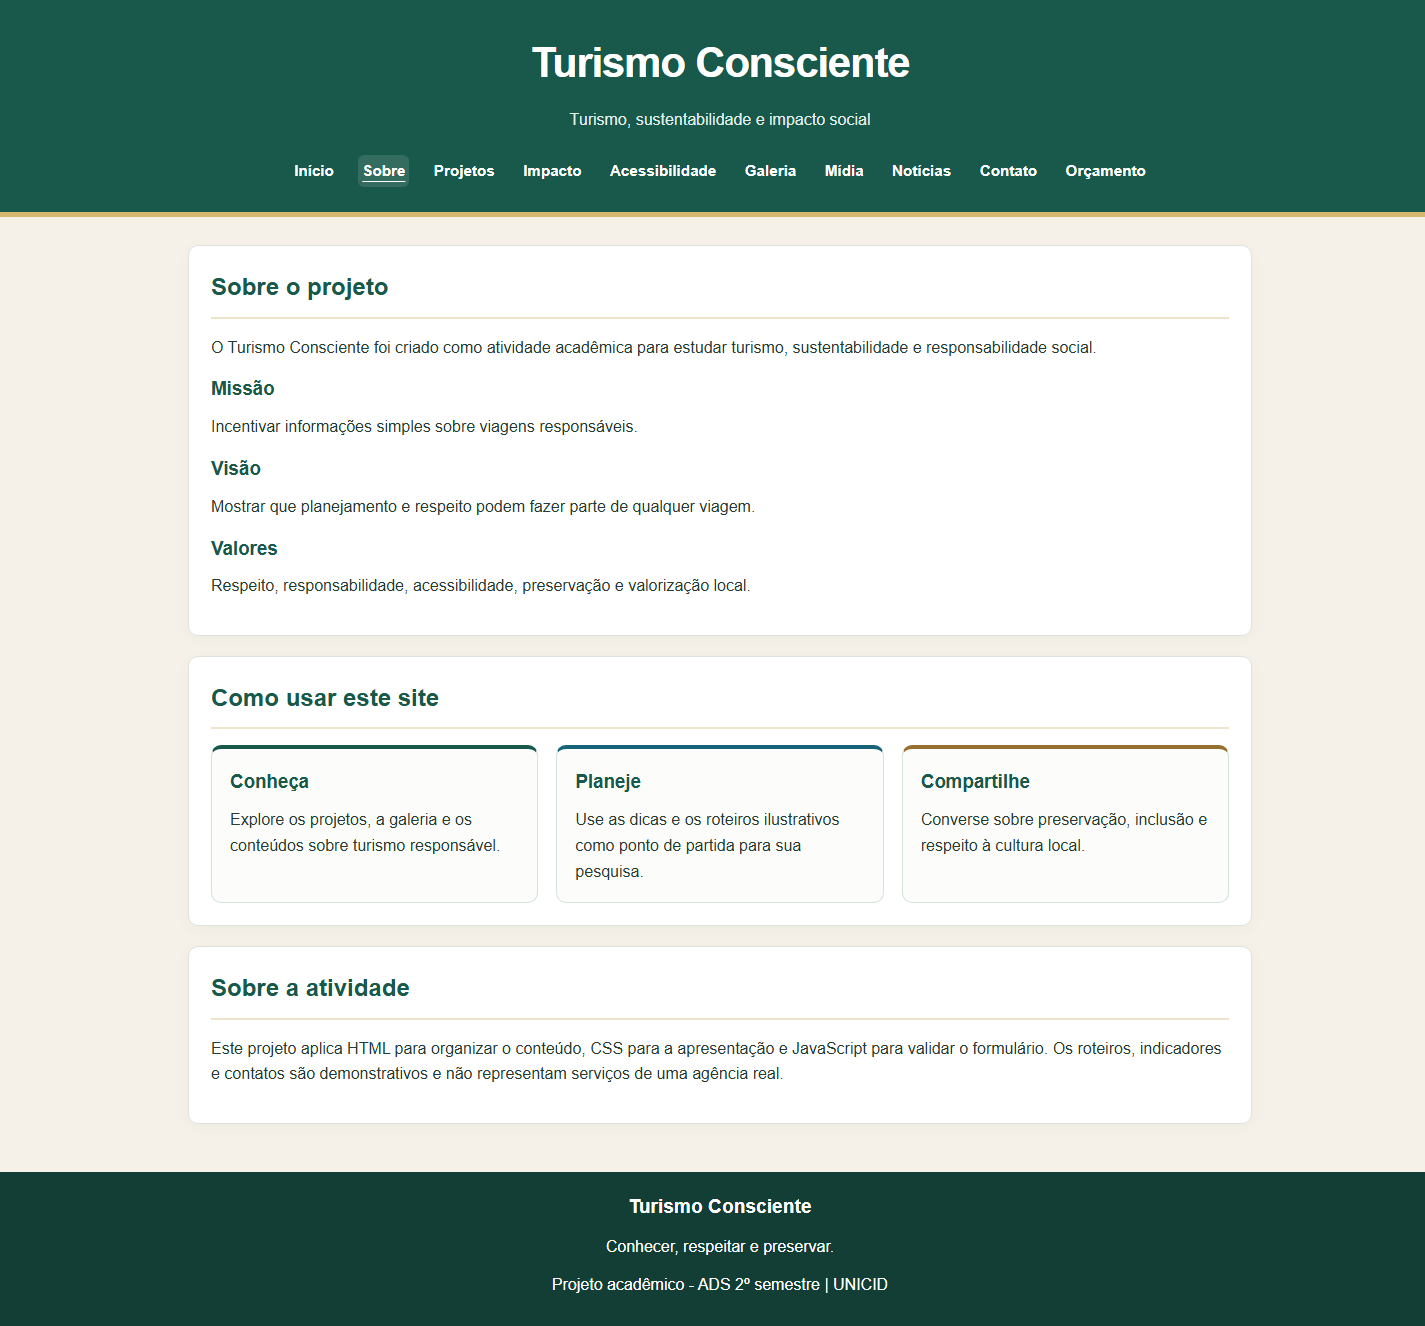 Turismo Consciente
Turismo, sustentabilidade e impacto social
Início Sobre Projetos Impacto Acessibilidade Galeria Mídia Notícias Contato Orçamento
Sobre o projeto
O Turismo Consciente foi criado como atividade acadêmica para estudar turismo, sustentabilidade e responsabilidade social.
Missão
Incentivar informações simples sobre viagens responsáveis.
Visão
Mostrar que planejamento e respeito podem fazer parte de qualquer viagem.
Valores
Respeito, responsabilidade, acessibilidade, preservação e valorização local.
Como usar este site
Conheça
Explore os projetos, a galeria e os
conteúdos sobre turismo responsável.
Planeje
Use as dicas e os roteiros ilustrativos
como ponto de partida para sua
pesquisa.
Compartilhe
Converse sobre preservação, inclusão e
respeito à cultura local.
Sobre a atividade
Este projeto aplica HTML para organizar o conteúdo, CSS para a apresentação e JavaScript para validar o formulário. Os roteiros, indicadores
e contatos são demonstrativos e não representam serviços de uma agência real.
Turismo Consciente
Conhecer, respeitar e preservar.
Projeto acadêmico - ADS 2º semestre | UNICID